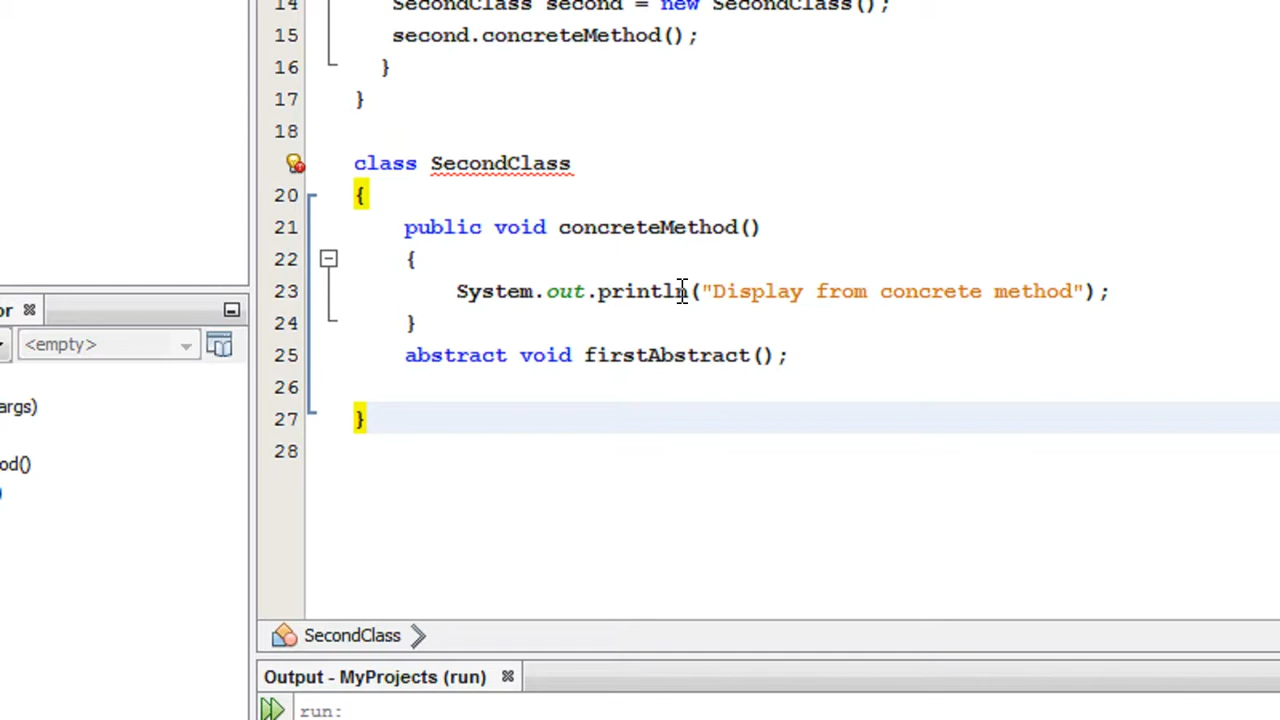 14 SecondClass second = new SecondClass();
15 second.concreteMethod();
16 }
17 }
18
class SecondClass
20 {
21 public void concreteMethod()
22 {
23 System.out.println("Display from concrete method");
24 }
25 abstract void firstAbstract();
26
27 }
28
or
<empty>
args)
od()
)
SecondClass
Output - MyProjects (run)
run: